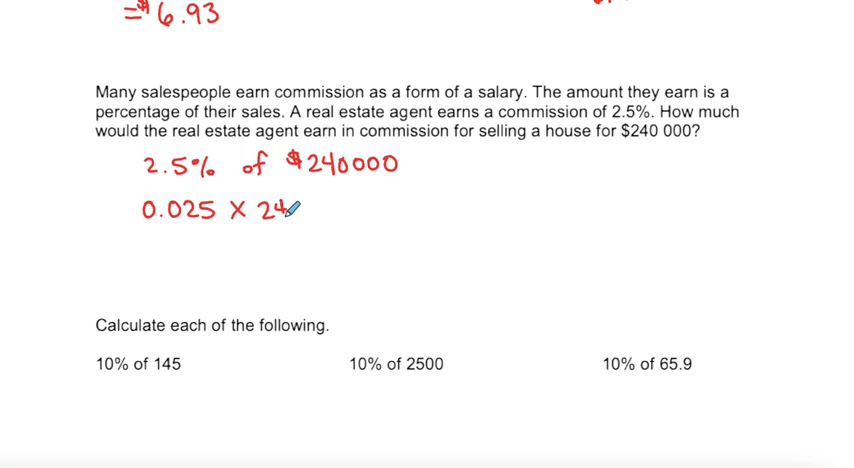 = $ 6.93
Many salespeople earn commission as a form of a salary. The amount they earn is a
percentage of their sales. A real estate agent earns a commission of 2.5%. How much
would the real estate agent earn in commission for selling a house for $240 000?
2.5% of $240000
0.025 X 24
Calculate each of the following.
10% of 145 10% of 2500 10% of 65.9